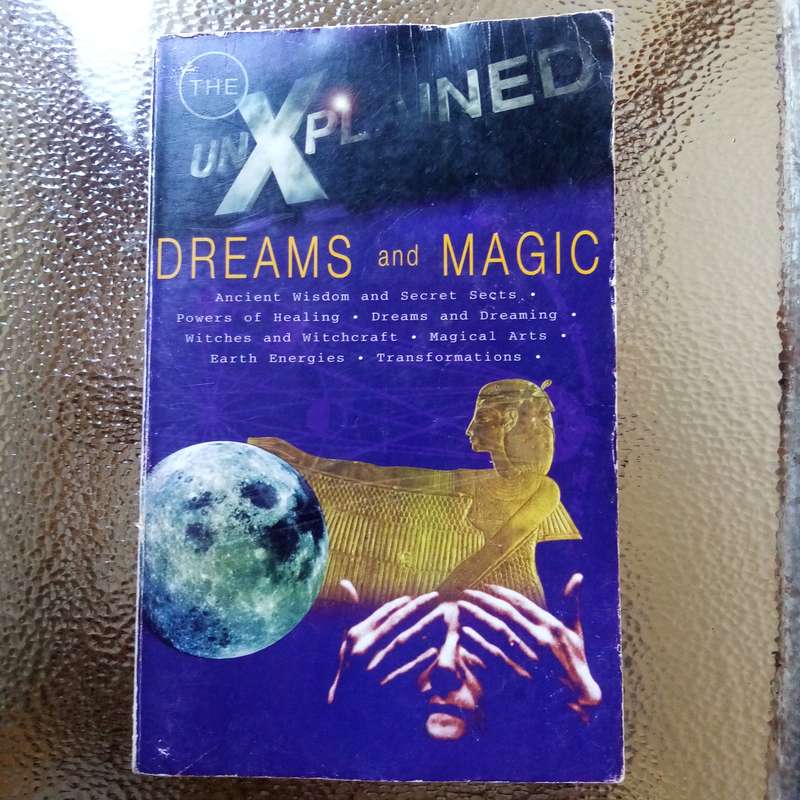 THE
UNXPLAINED
DREAMS and MAGIC
Ancient Wisdom and Secret Sects •
Powers of Healing • Dreams and Dreaming •
Witches and Witchcraft • Magical Arts •
Earth Energies • Transformations •